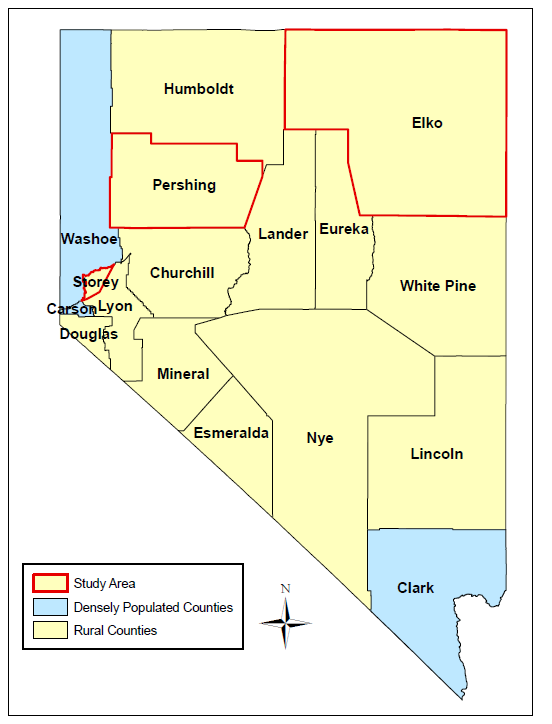 Humboldt
Elko
Pershing
Washoe
Lander
Eureka
Churchill
Storey
White Pine
Carson
Lyon
Douglas
Mineral
Esmeralda
Nye
Lincoln
Clark
Study Area
Densely Populated Counties
Rural Counties
N